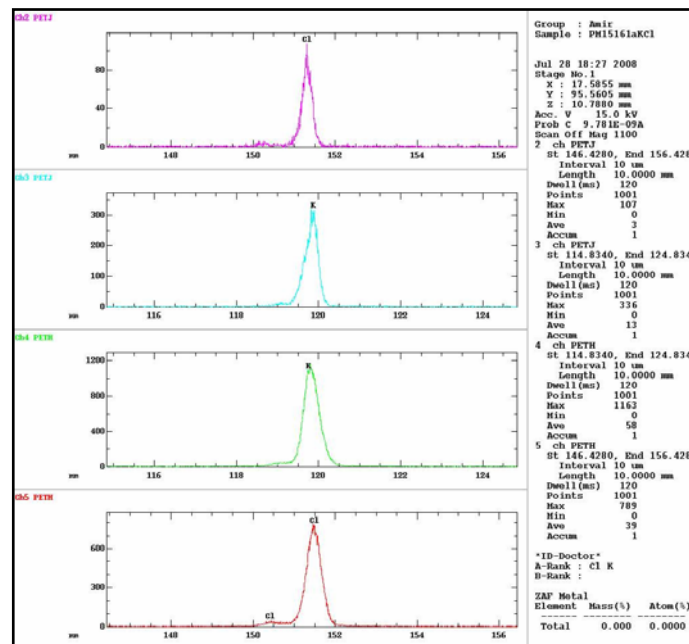 Ch2 PETJ
Cl
80
40
0
mm
148
150
152
154
156
Ch3 PETJ
K
300
200
100
0
mm
116
118
120
122
124
Ch4 PETH
K
1200
800
400
0
mm
116
118
120
122
124
Ch5 PETH
Cl
Cl
600
300
0
mm
148
150
152
154
156
Group : Amir
Sample : PM15161aKCl
Jul 28 18:27 2008
Stage No.1
X : 17.5855 mm
Y : 95.5605 mm
Z : 10.7880 mm
Acc. V 15.0 kV
Prob C 9.781E-09A
Scan Off Mag 1100
2 ch PETJ
St 146.4280, End 156.428
Interval 10 um
Length 10.0000 mm
Dwell(ms) 120
Points 1001
Max 107
Min 0
Ave 3
Accum 1
3 ch PETJ
St 114.8340, End 124.834
Interval 10 um
Length 10.0000 mm
Dwell(ms) 120
Points 1001
Max 336
Min 0
Ave 13
Accum 1
4 ch PETH
St 114.8340, End 124.834
Interval 10 um
Length 10.0000 mm
Dwell(ms) 120
Points 1001
Max 1163
Min 0
Ave 58
Accum 1
5 ch PETH
St 146.4280, End 156.428
Interval 10 um
Length 10.0000 mm
Dwell(ms) 120
Points 1001
Max 789
Min 0
Ave 39
Accum 1
*ID-Doctor*
A-Rank : Cl K
B-Rank :
ZAF Metal
Element Mass(%) Atom(%)
Total 0.000 0.0000